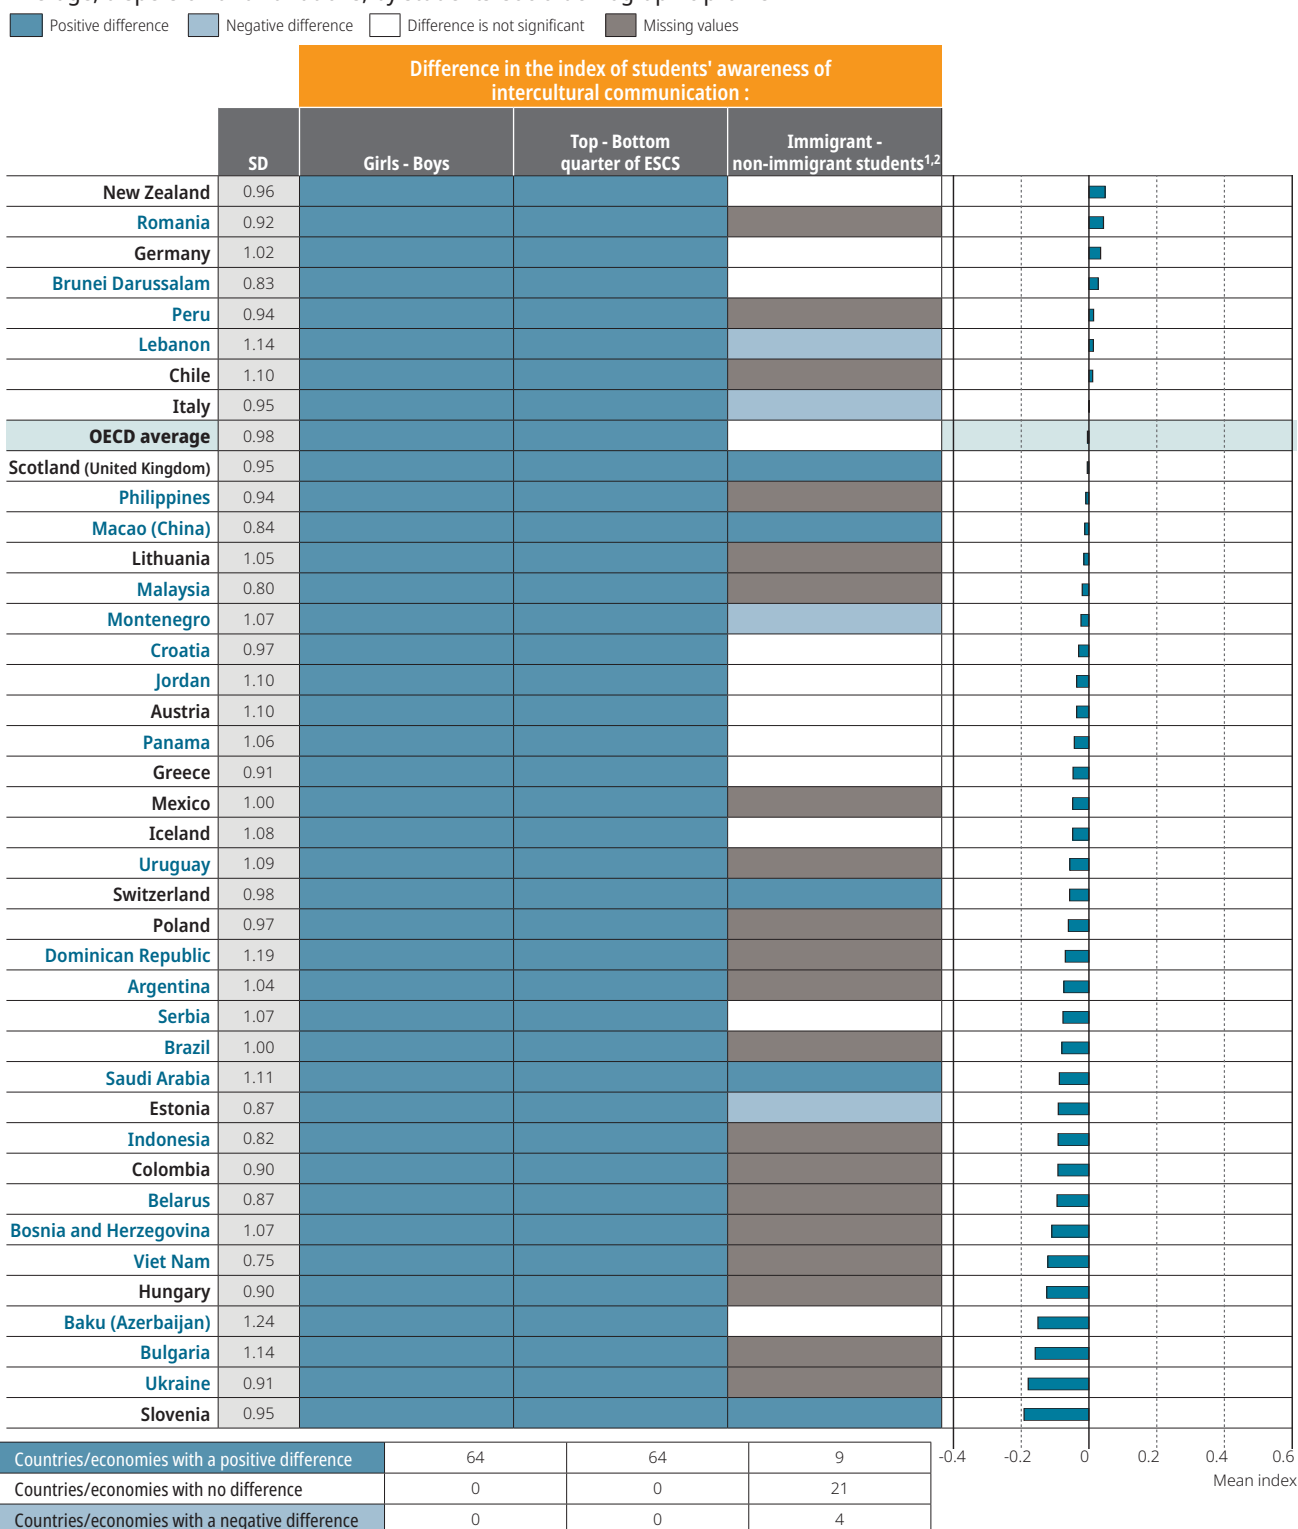 Positive difference Negative difference Difference is not significant Missing values
Difference in the index of students' awareness of
intercultural communication :
SD Girls - Boys Top - Bottom quarter of ESCS Immigrant - non-immigrant students1,2
New Zealand 0.96
Romania 0.92
Germany 1.02
Brunei Darussalam 0.83
Peru 0.94
Lebanon 1.14
Chile 1.10
Italy 0.95
OECD average 0.98
Scotland (United Kingdom) 0.95
Philippines 0.94
Macao (China) 0.84
Lithuania 1.05
Malaysia 0.80
Montenegro 1.07
Croatia 0.97
Jordan 1.10
Austria 1.10
Panama 1.06
Greece 0.91
Mexico 1.00
Iceland 1.08
Uruguay 1.09
Switzerland 0.98
Poland 0.97
Dominican Republic 1.19
Argentina 1.04
Serbia 1.07
Brazil 1.00
Saudi Arabia 1.11
Estonia 0.87
Indonesia 0.82
Colombia 0.90
Belarus 0.87
Bosnia and Herzegovina 1.07
Viet Nam 0.75
Hungary 0.90
Baku (Azerbaijan) 1.24
Bulgaria 1.14
Ukraine 0.91
Slovenia 0.95
Countries/economies with a positive difference 64 64 9
-0.4 -0.2 0 0.2 0.4 0.6
Mean index
Countries/economies with no difference 0 0 21
Countries/economies with a negative difference 0 0 4